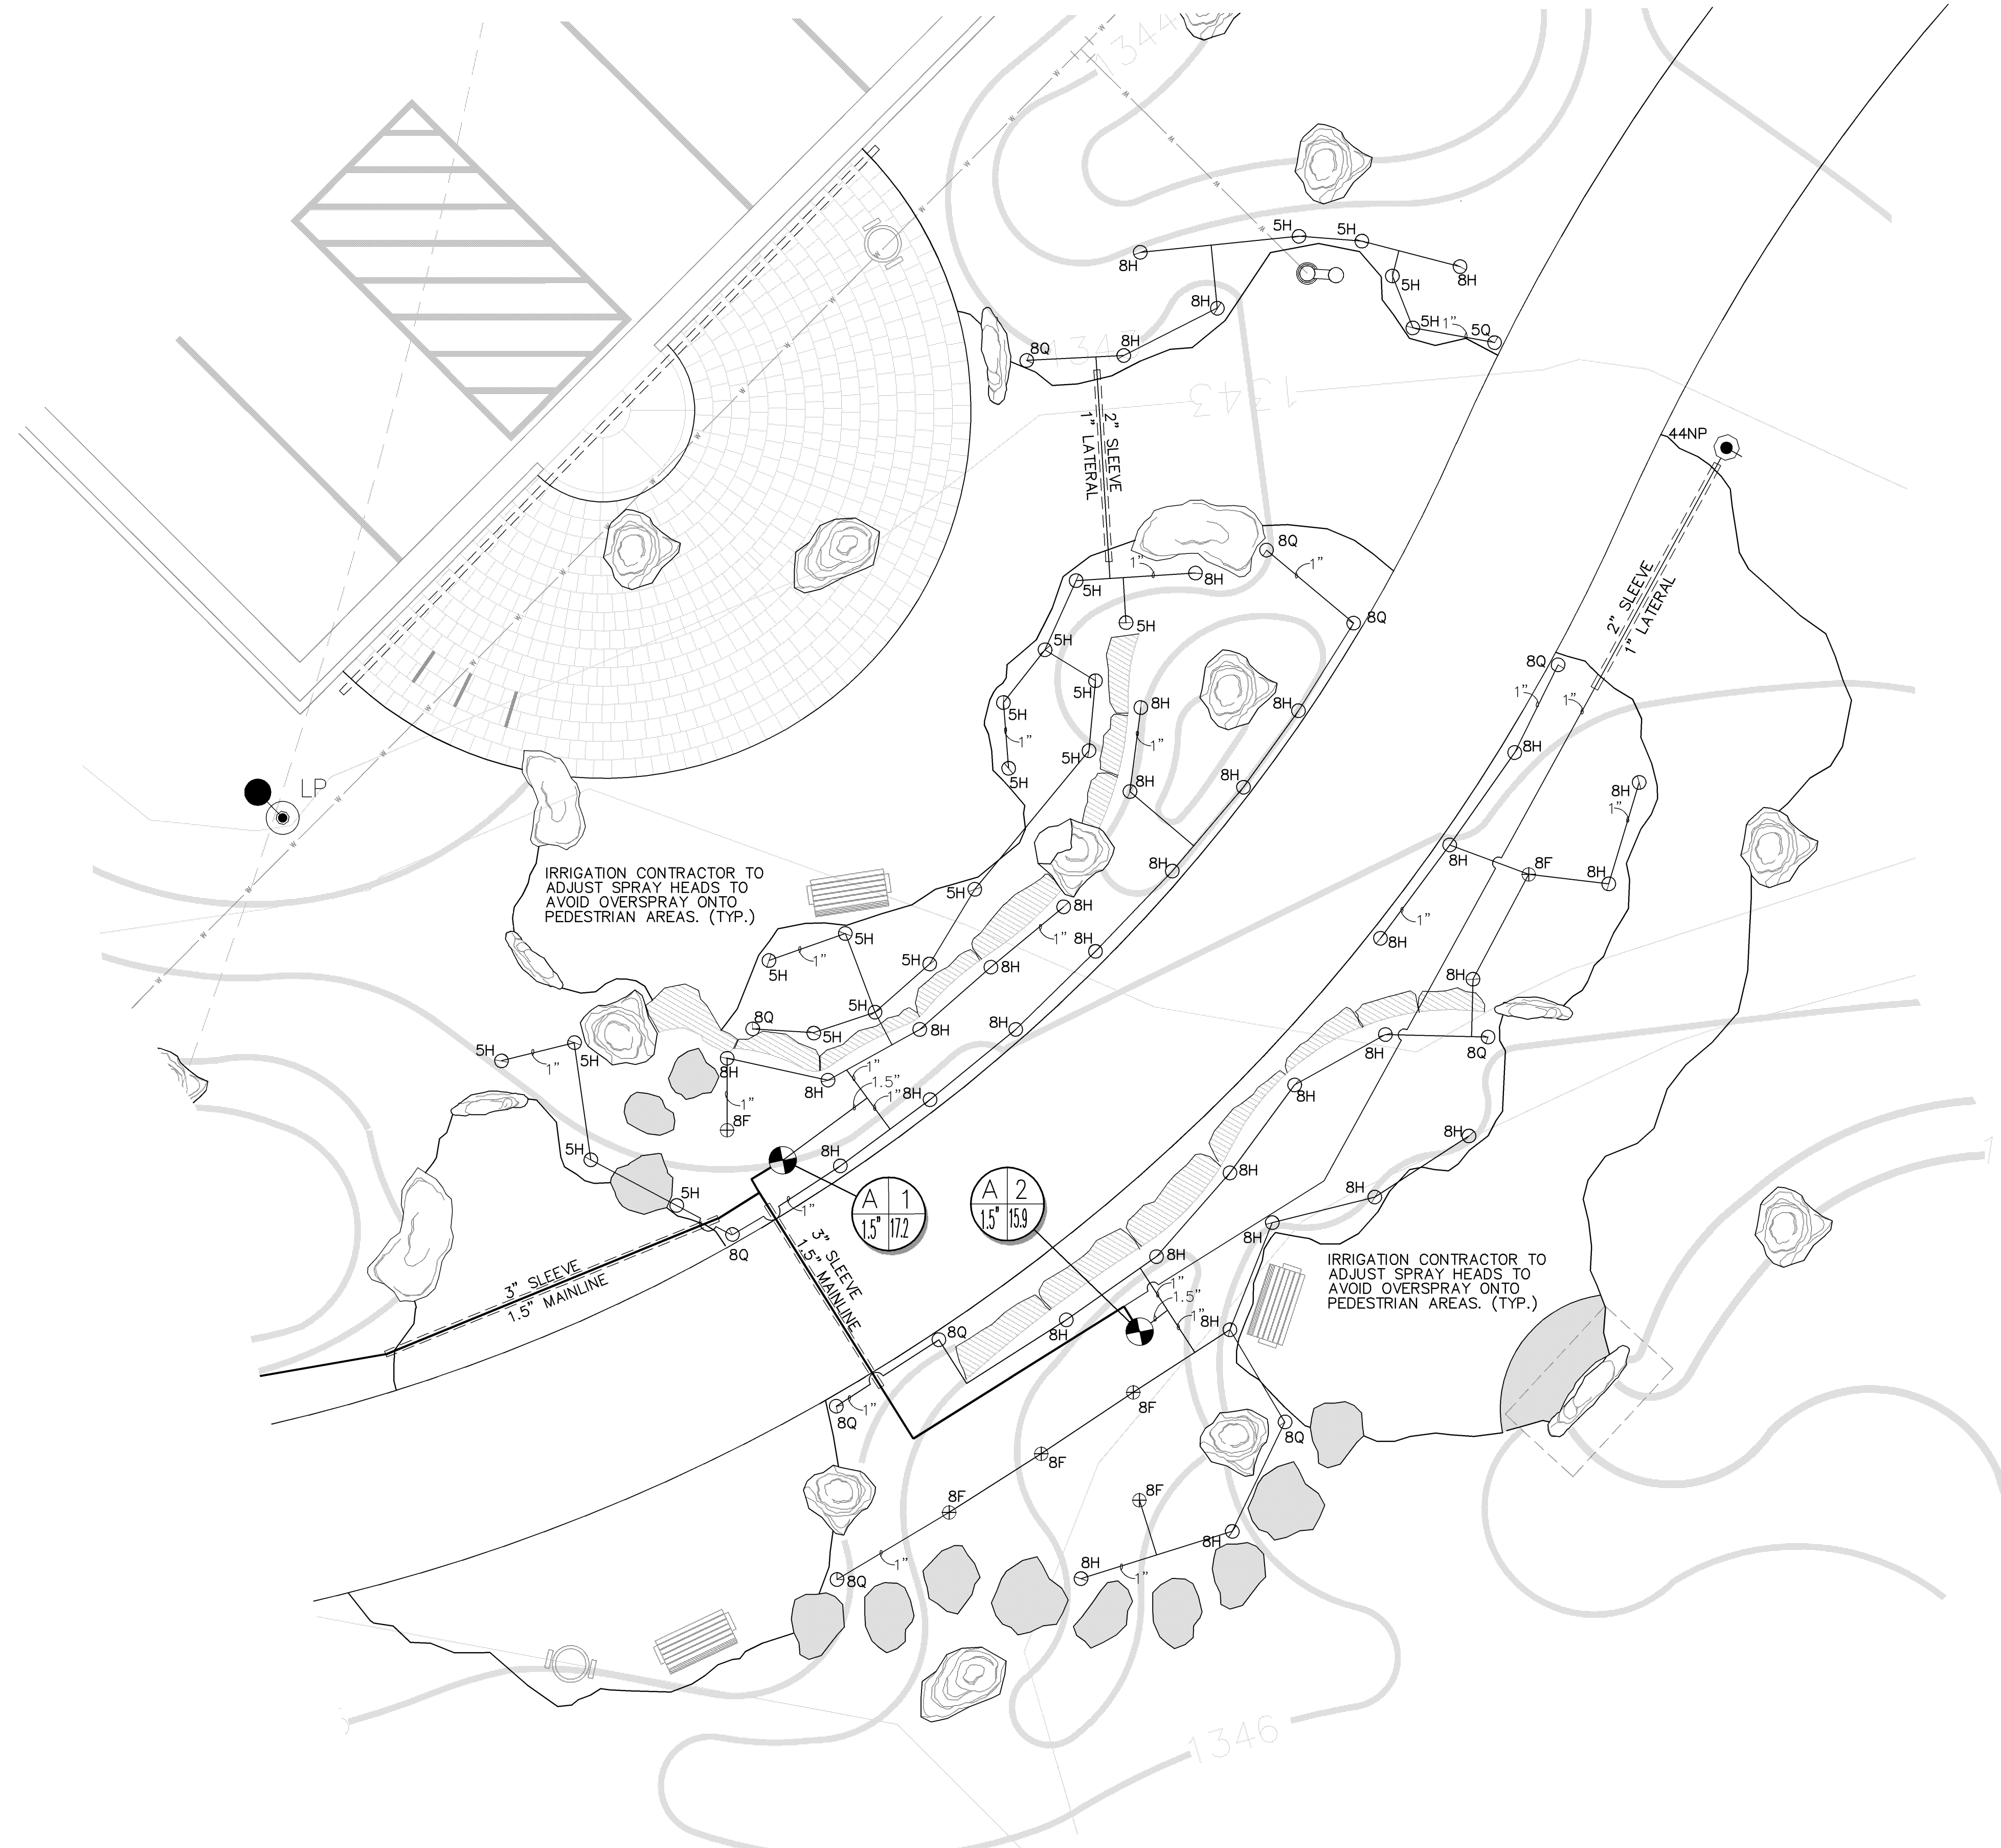 1344
5H
5H
8H
8H
5H
8H
5H
1"
5Q
8Q
8H
1343
2" SLEEVE
1" LATERAL
44NP
8Q
1"
1"
8H
5H
5H
8Q
2" SLEEVE
1" LATERAL
5H
8Q
5H
5H
8H
8H
1"
1"
1"
8H
5H
1"
5H
8H
8H
8H
1"
LP
8H
8F
8H
8H
IRRIGATION CONTRACTOR TO
ADJUST SPRAY HEADS TO
AVOID OVERSPRAY ONTO
PEDESTRIAN AREAS. (TYP.)
5H
8H
1"
1"
8H
8H
5H
5H
1"
5H
8H
8H
5H
8Q
5H
8H
8H
5H
1"
5H
8H
8H
8Q
8H
1"
1.5"
1"
8H
8H
1"
8F
8H
5H
8H
8H
5H
1"
8H
8Q
A 1
1.5" 17.2
A 2
1.5" 15.9
8H
8H
3" SLEEVE
1.5" MAINLINE
3" SLEEVE
1.5" MAINLINE
8H
1"
1.5"
1"
8H
IRRIGATION CONTRACTOR TO
ADJUST SPRAY HEADS TO
AVOID OVERSPRAY ONTO
PEDESTRIAN AREAS. (TYP.)
8Q
8H
1"
8Q
8F
8Q
8F
8F
8F
8H
1"
8H
1"
8Q
1346